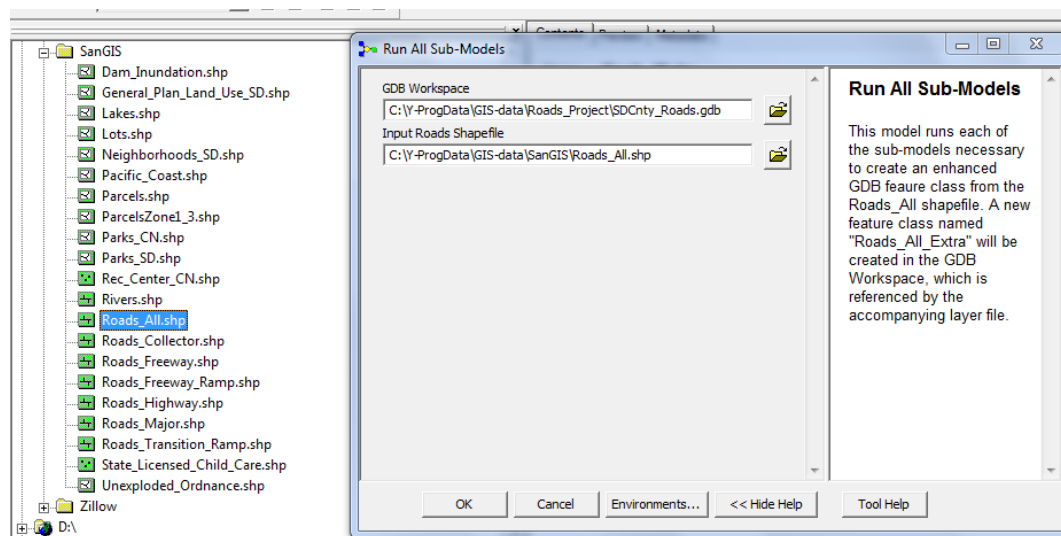 SanGIS
Dam_Inundation.shp
General_Plan_Land_Use_SD.shp
Lakes.shp
Lots.shp
Neighborhoods_SD.shp
Pacific_Coast.shp
Parcels.shp
ParcelsZone1_3.shp
Parks_CN.shp
Parks_SD.shp
Rec_Center_CN.shp
Rivers.shp
Roads_All.shp
Roads_Collector.shp
Roads_Freeway.shp
Roads_Freeway_Ramp.shp
Roads_Highway.shp
Roads_Major.shp
Roads_Transition_Ramp.shp
State_Licensed_Child_Care.shp
Unexploded_Ordnance.shp
Zillow
D:\
Run All Sub-Models
GDB Workspace
C:\Y-ProgData\GIS-data\Roads_Project\SDCnty_Roads.gdb
Input Roads Shapefile
C:\Y-ProgData\GIS-data\SanGIS\Roads_All.shp
OK
Cancel
Environments...
<< Hide Help
Tool Help
Run All Sub-Models
This model runs each of
the sub-models necessary
to create an enhanced
GDB feaure class from the
Roads_All shapefile. A new
feature class named
"Roads_All_Extra" will be
created in the GDB
Workspace, which is
referenced by the
accompanying layer file.